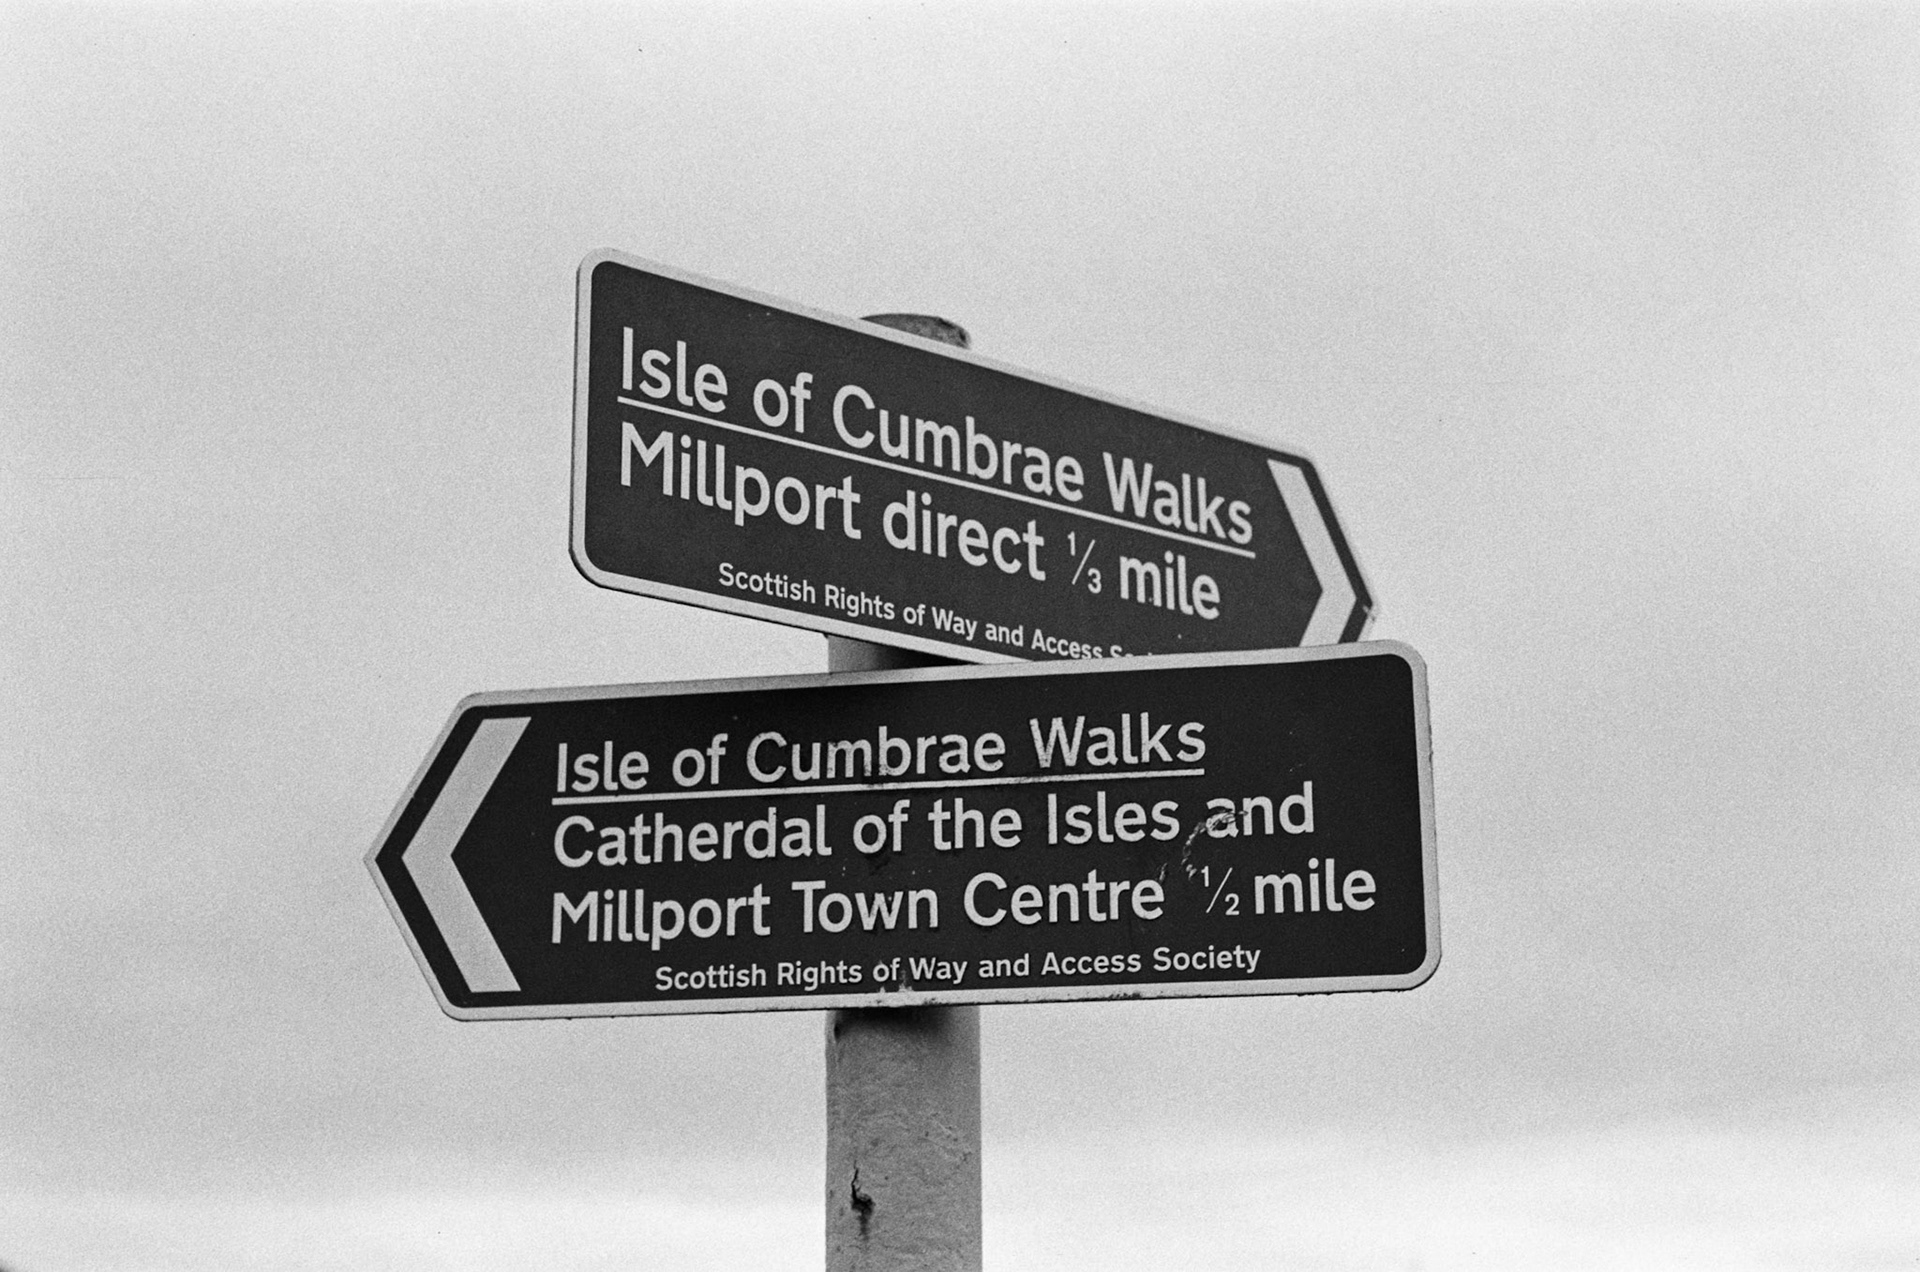 Isle of Cumbrae Walks
Millport direct 1/3 mile
Scottish Rights of Way and Access
Isle of Cumbrae Walks
Catherdal of the Isles and
Millport Town Centre 1/2 mile
Scottish Rights of Way and Access Society